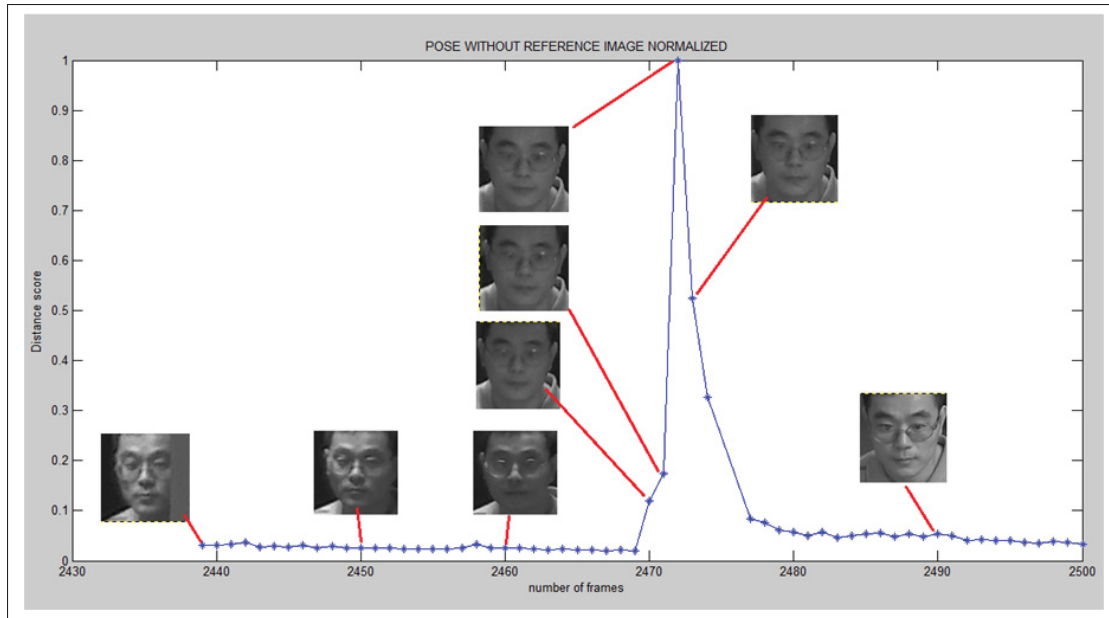 POSE WITHOUT REFERENCE IMAGE NORMALIZED
1
0.9
0.8
0.7
0.6
0.5
0.4
0.3
0.2
0.1
0
Distance score
2430 2440 2450 2460 2470 2480 2490 2500
number of frames